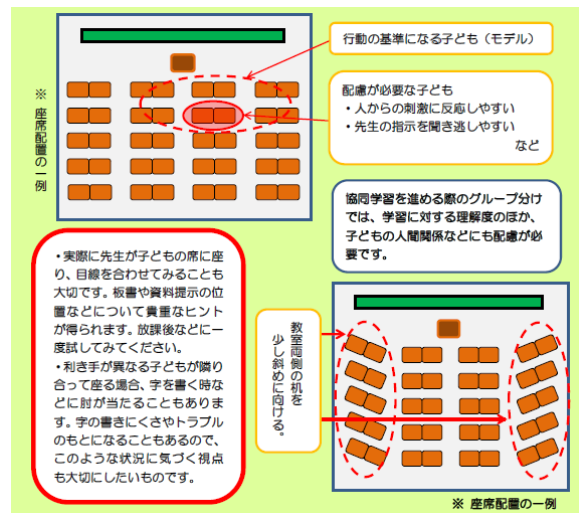 行動の基準になる子ども（モデル）
配慮が必要な子ども
・人からの刺激に反応しやすい
・先生の指示を聞き逃しやすい
など
※ 座席配置の一例
協同学習を進める際のグループ分け
では、学習に対する理解度のほか、
子どもの人間関係などにも配慮が必
要です。
・実際に先生が子どもの席に座
り、目線を合わせてみることも
大切です。板書や資料提示の位
置などについて貴重なヒント
が得られます。放課後などに一
度試してみてください。
・利き手が異なる子どもが隣り
合って座る場合、字を書く時な
どに肘が当たることもありま
す。字の書きにくさやトラブル
のもとになることもあるので、
このような状況に気づく視点
も大切にしたいものです。
教室両側の机を
少し斜めに向ける。
※ 座席配置の一例